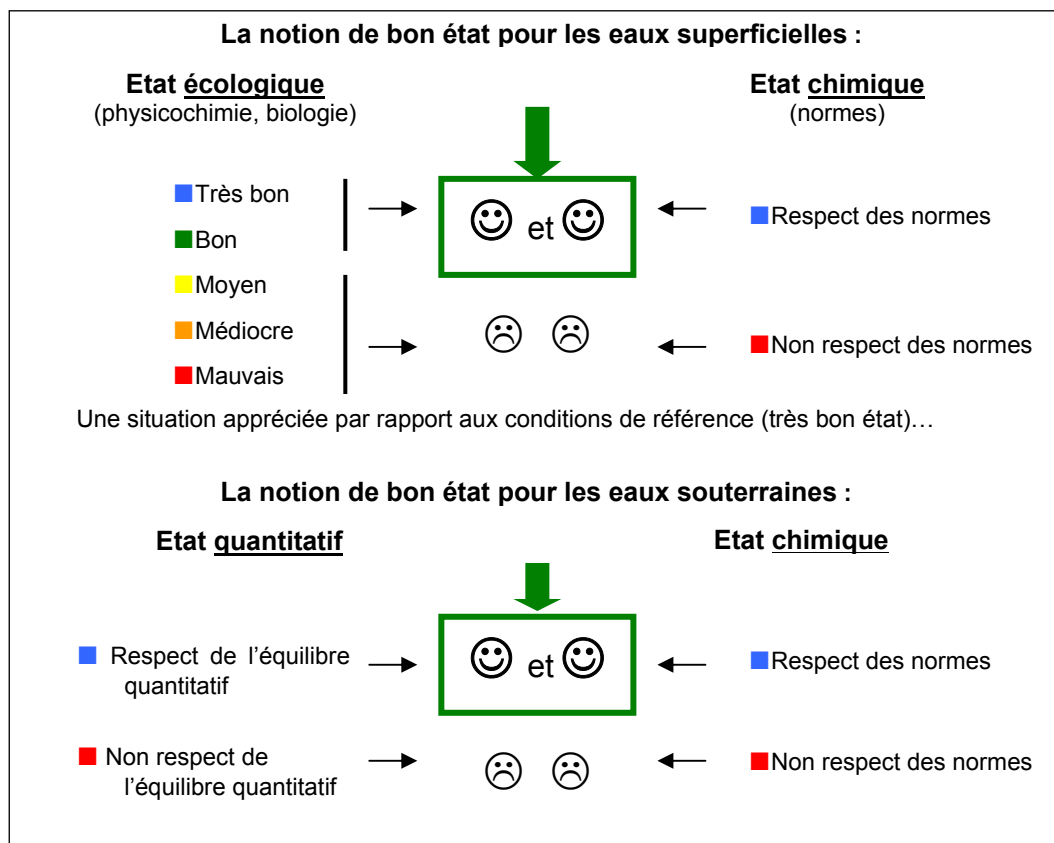 La notion de bon état pour les eaux superficielles :
Etat écologique
(physicochimie, biologie)
Etat chimique
(normes)
Très bon
Bon
Moyen
Médiocre
Mauvais
et
Respect des normes
Non respect des normes
Une situation appréciée par rapport aux conditions de référence (très bon état)…
La notion de bon état pour les eaux souterraines :
Etat quantitatif
Etat chimique
Respect de l’équilibre
quantitatif
et
Respect des normes
Non respect de
l’équilibre quantitatif
Non respect des normes